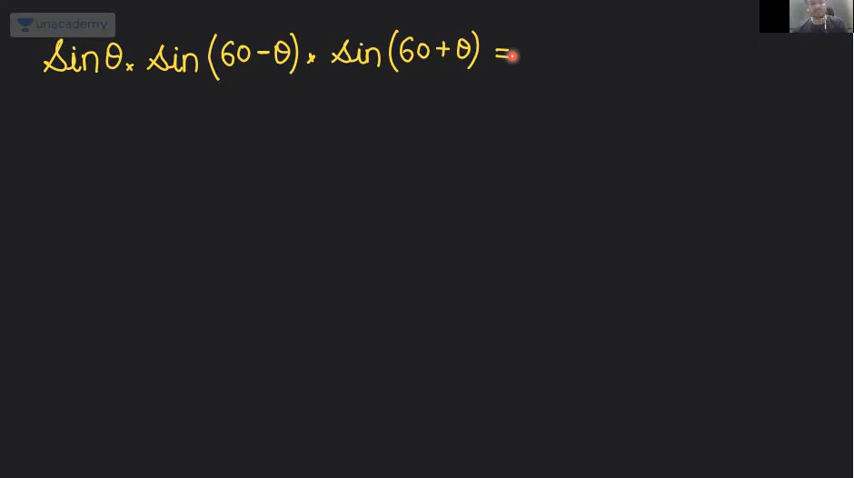 unacademy
Sinθ × sin(60-θ) × sin(60+θ) =